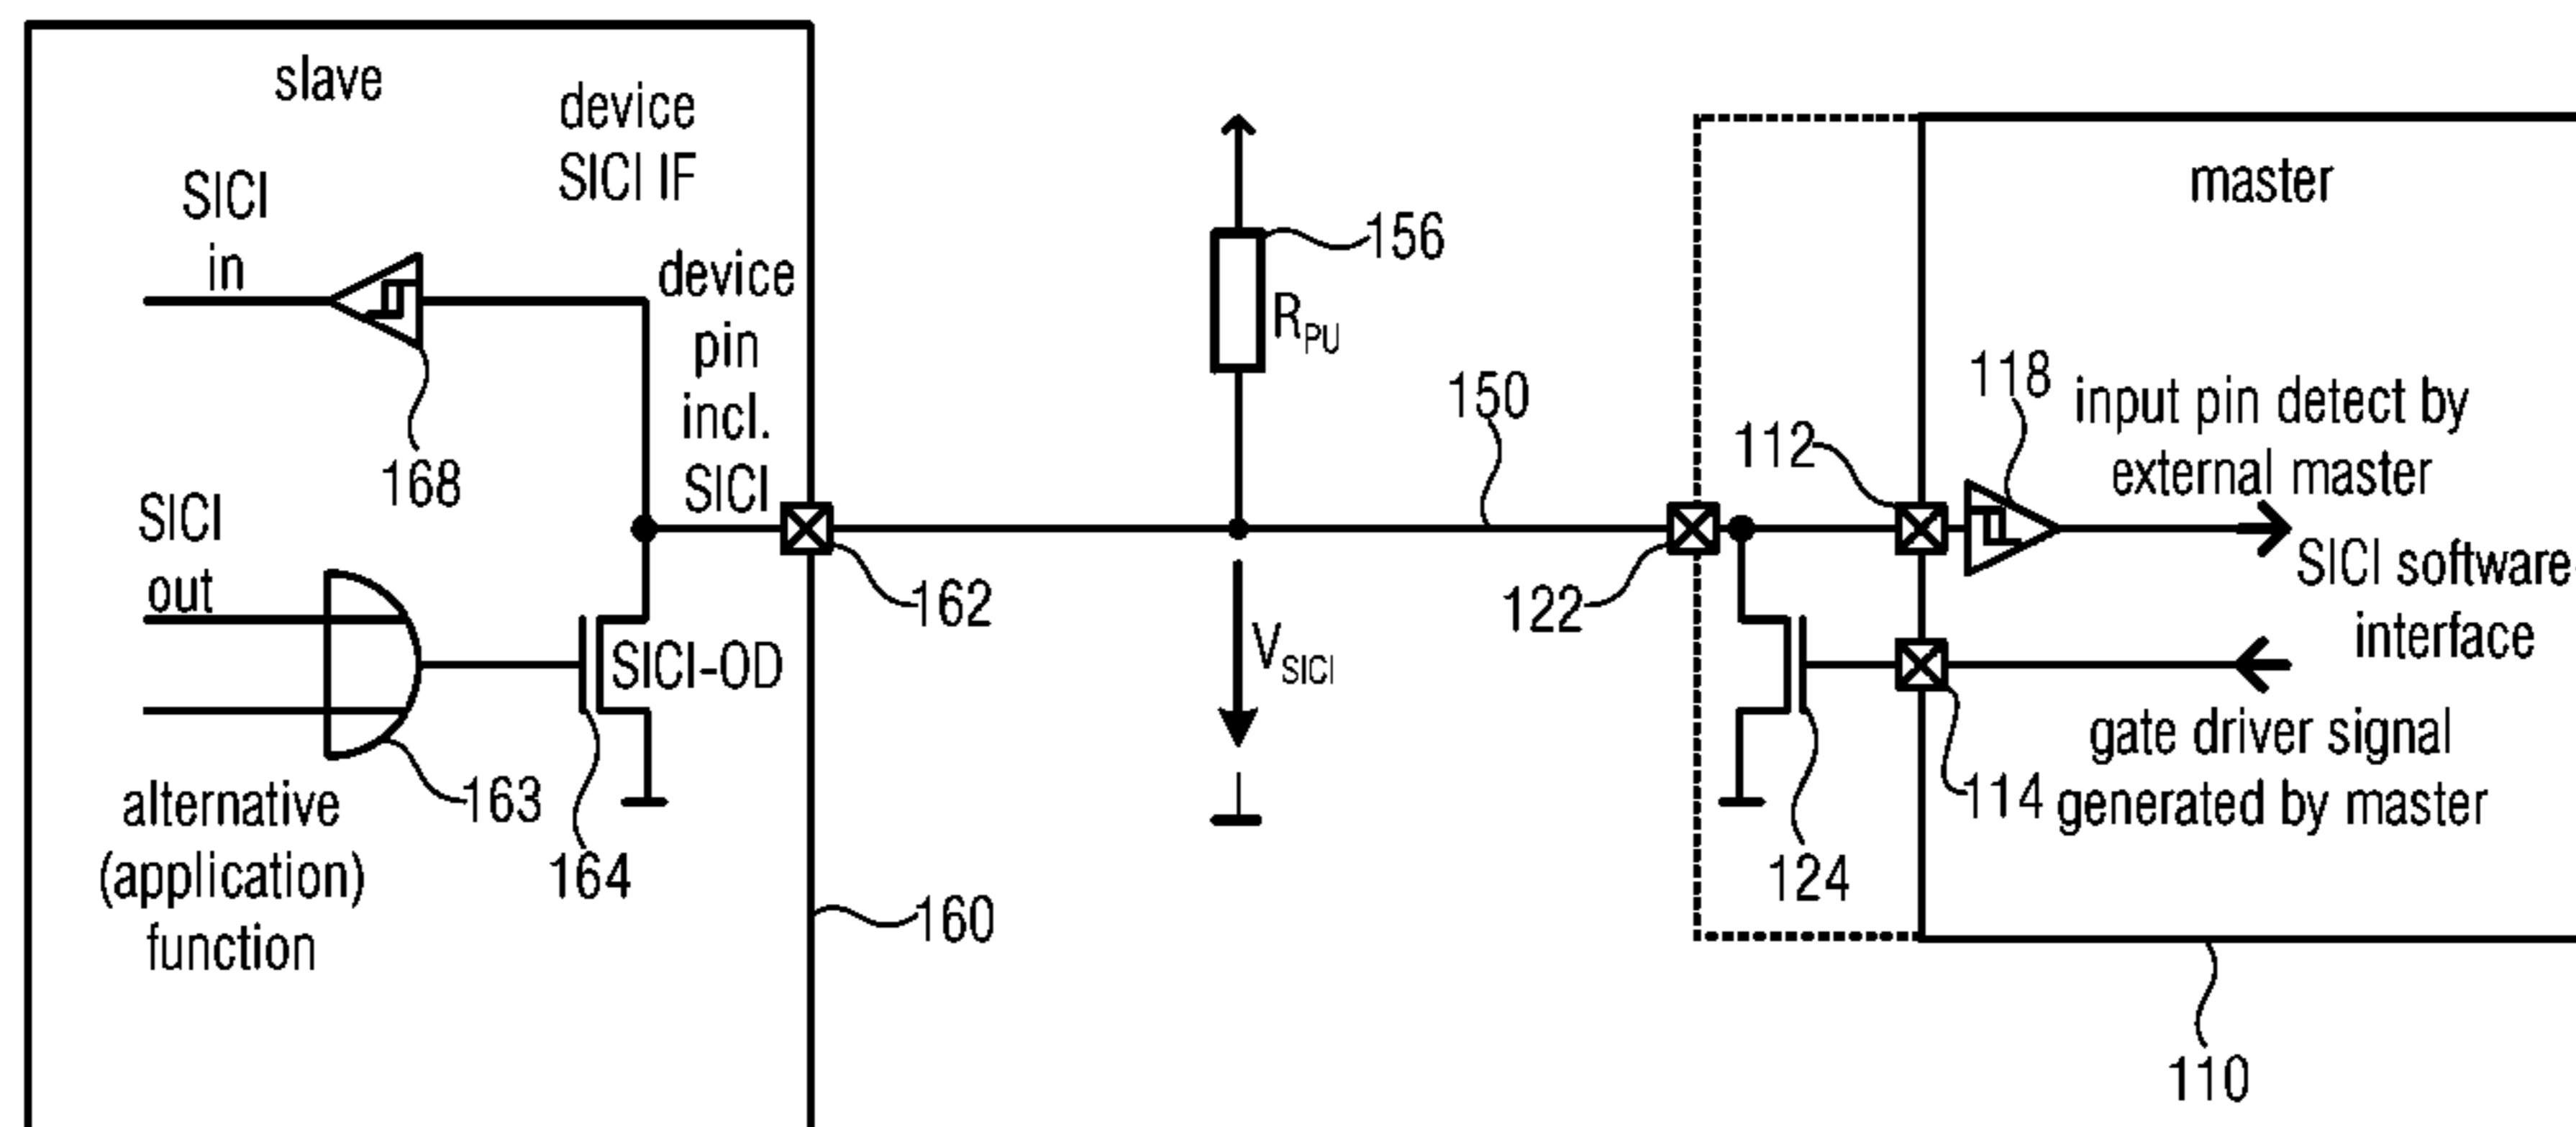 slave
device
SICI IF
SICI
in
device
pin
incl.
SICI
168
SICI
out
SICI-OD
162
163
alternative
(application)
function
164
160
156
R_PU
150
V_SICI
122
master
112
118
input pin detect by
external master
SICI software
interface
gate driver signal
generated by master
114
124
110